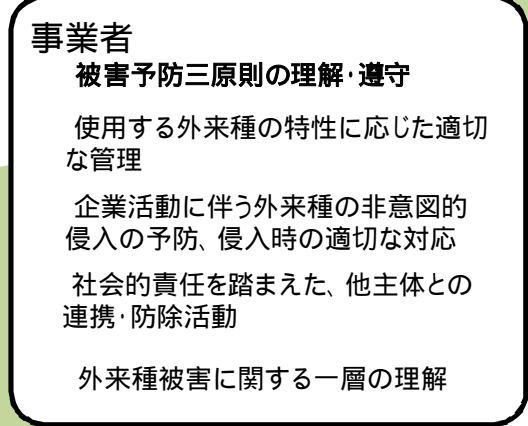 事業者
被害予防三原則の理解･遵守
使用する外来種の特性に応じた適切
な管理
企業活動に伴う外来種の非意図的
侵入の予防、侵入時の適切な対応
社会的責任を踏まえた、他主体との
連携･防除活動
外来種被害に関する一層の理解